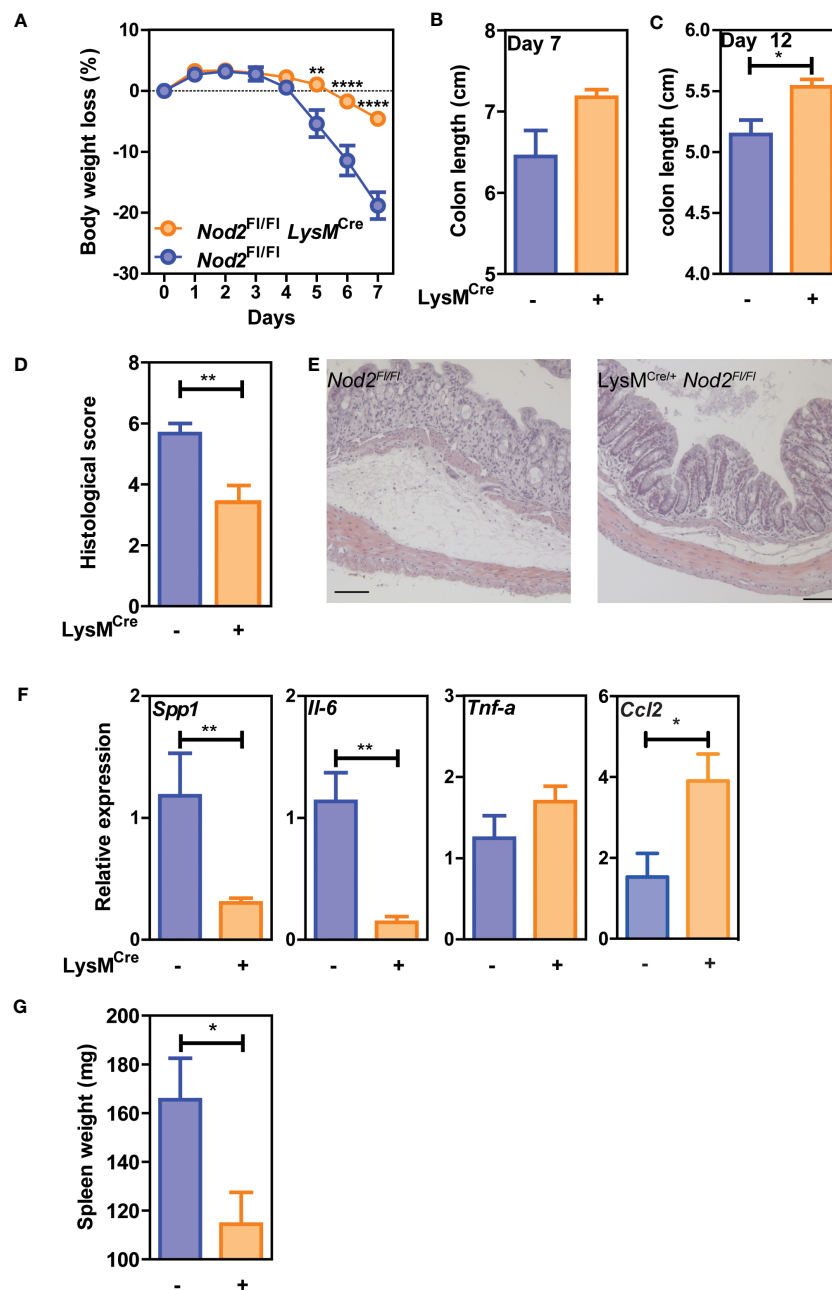 A
Body weight loss (%)
10
0
-10
-20
-30
**
****
****
Nod2Fl/Fl LysMCre
Nod2Fl/Fl
0 1 2 3 4 5 6 7
Days
B
Day 7
Colon length (cm)
8
7
6
5
LysMCre - +
C
Day 12
*
colon length (cm)
6.0
5.5
5.0
4.5
4.0
- +
D
Histological score
8
6
4
2
0
**
LysMCre - +
E
Nod2Fl/Fl
LysMCre/+ Nod2Fl/Fl
F
Relative expression
Spp1
2
1
0
**
LysMCre - +
Il-6
2
1
0
**
- +
Tnf-a
3
2
1
0
- +
Ccl2
6
4
2
0
*
- +
G
Spleen weight (mg)
200
180
160
140
120
100
*
- +